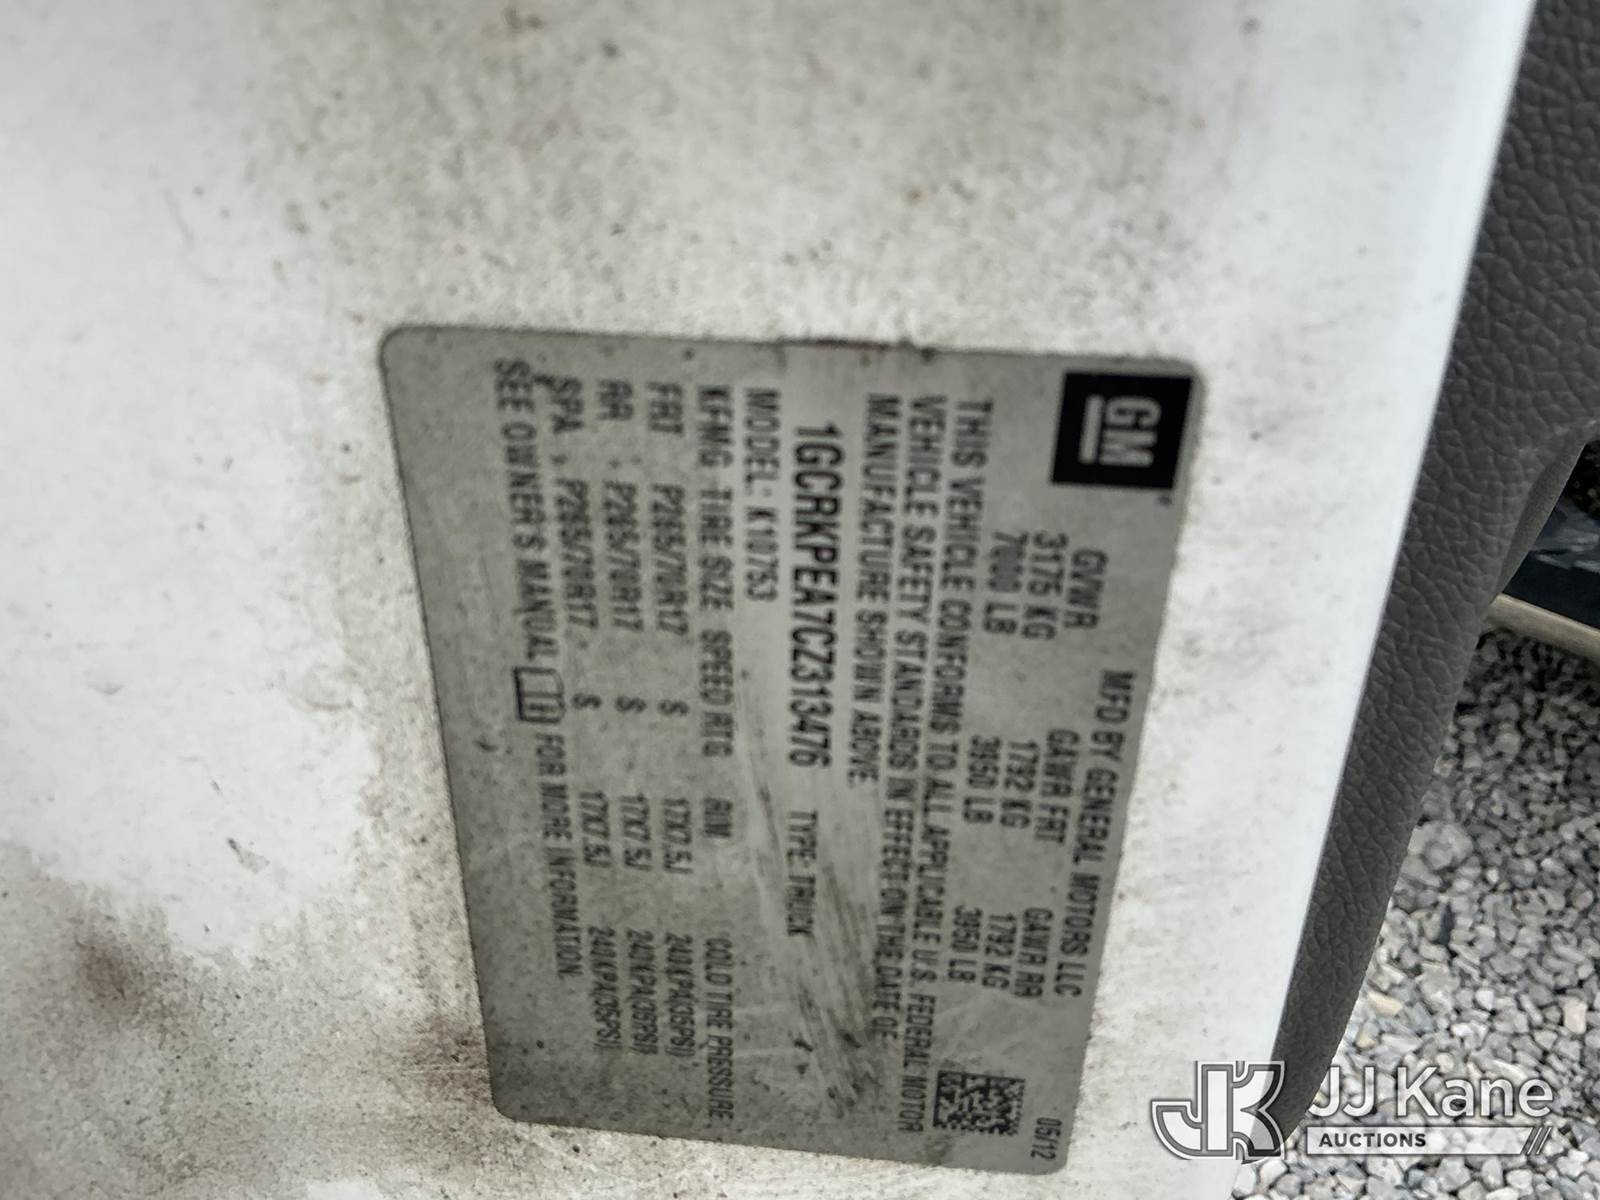 GM
MFD BY GENERAL MOTORS LLC
05/12
GVWR GAWR FRT GAWR RR
3175 KG 1792 KG 1792 KG
7000 LB 3950 LB 3950 LB
THIS VEHICLE CONFORMS TO ALL APPLICABLE U.S. FEDERAL MOTOR
VEHICLE SAFETY STANDARDS IN EFFECT ON THE DATE OF
MANUFACTURE SHOWN ABOVE.
1GCRKPEA7CZ313476 TYPE: TRUCK
MODEL: K10753
KFMG TIRE SIZE SPEED RTG RIM COLD TIRE PRESSURE
FRT P265/70R17 S 17X7.5J 240KPA(35PSI)
RR P265/70R17 S 17X7.5J 240KPA(35PSI)
SPA P265/70R17 S 17X7.5J 240KPA(35PSI)
SEE OWNER'S MANUAL FOR MORE INFORMATION.
JK JJ Kane
AUCTIONS